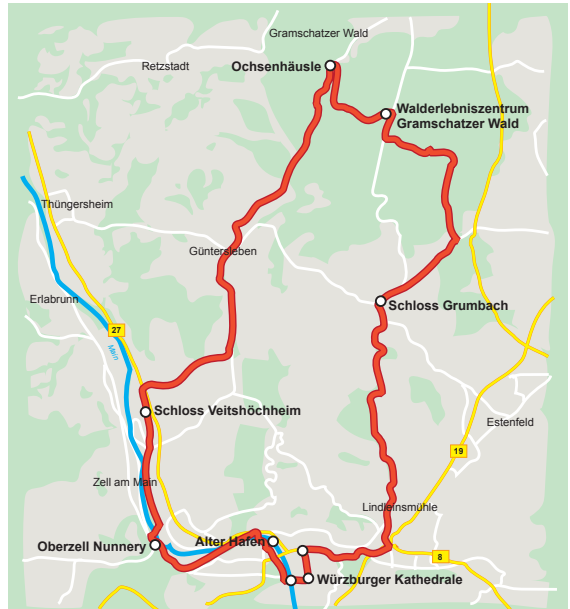 Gramschatzer Wald
Retzstadt
Ochsenhäusle
Walderlebniszentrum
Gramschatzer Wald
Thüngersheim
Güntersleben
Erlabrunn
Schloss Grumbach
27
Main
Schloss Veitshöchheim
Estenfeld
19
Zell am Main
Lindleinsmühle
Oberzell Nunnery
Alter Hafen
8
Würzburger Kathedrale